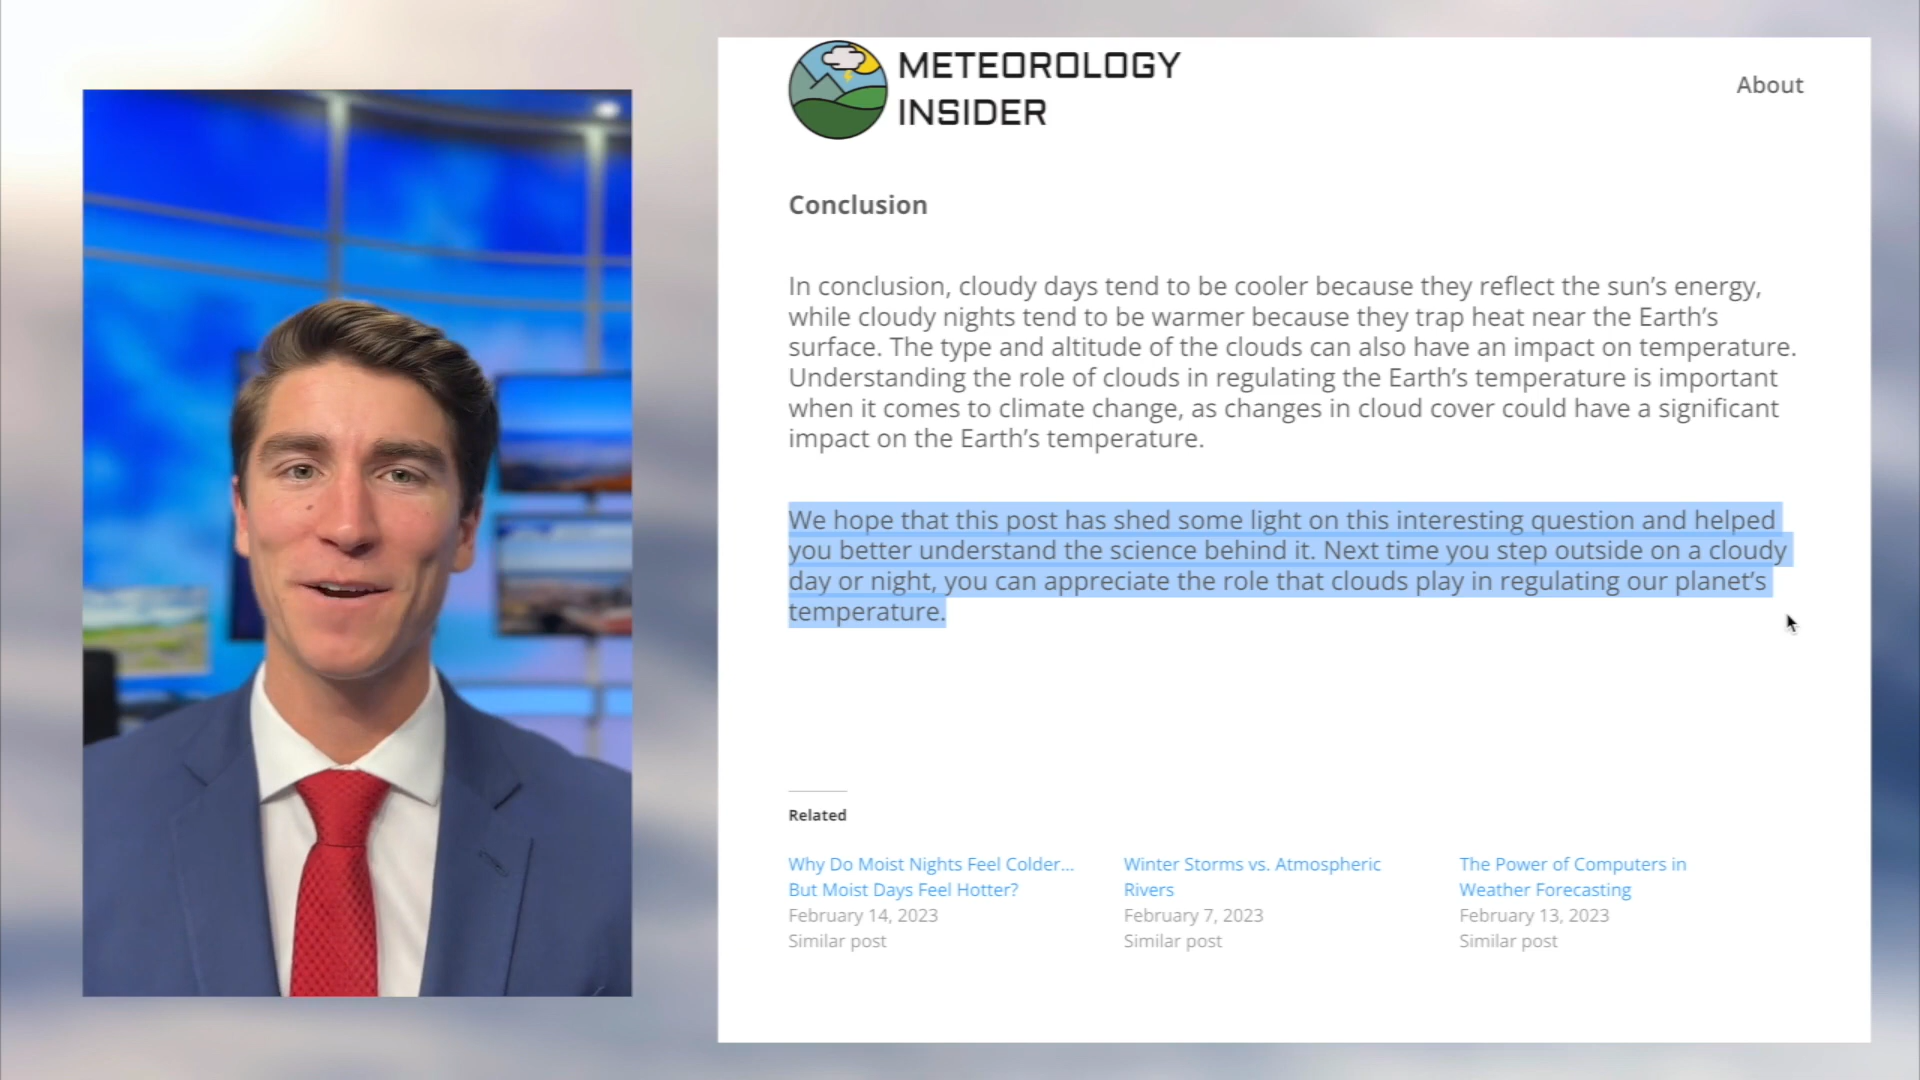 METEOROLOGY
INSIDER
About
Conclusion
In conclusion, cloudy days tend to be cooler because they reflect the sun’s energy,
while cloudy nights tend to be warmer because they trap heat near the Earth’s
surface. The type and altitude of the clouds can also have an impact on temperature.
Understanding the role of clouds in regulating the Earth’s temperature is important
when it comes to climate change, as changes in cloud cover could have a significant
impact on the Earth’s temperature.
We hope that this post has shed some light on this interesting question and helped
you better understand the science behind it. Next time you step outside on a cloudy
day or night, you can appreciate the role that clouds play in regulating our planet’s
temperature.
Related
Why Do Moist Nights Feel Colder…
But Moist Days Feel Hotter?
February 14, 2023
Similar post
Winter Storms vs. Atmospheric
Rivers
February 7, 2023
Similar post
The Power of Computers in
Weather Forecasting
February 13, 2023
Similar post